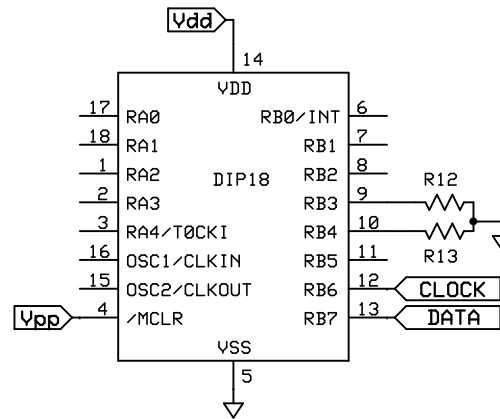 Vdd
14
VDD
17 RA0 RB0/INT 6
18 RA1 RB1 7
1 RA2 RB2 8
DIP18
2 RA3 RB3 9 R12
3 RA4/T0CKI RB4 10
16 OSC1/CLKIN RB5 11 R13
15 OSC2/CLKOUT RB6 12 CLOCK
Vpp 4 /MCLR RB7 13 DATA
VSS
5